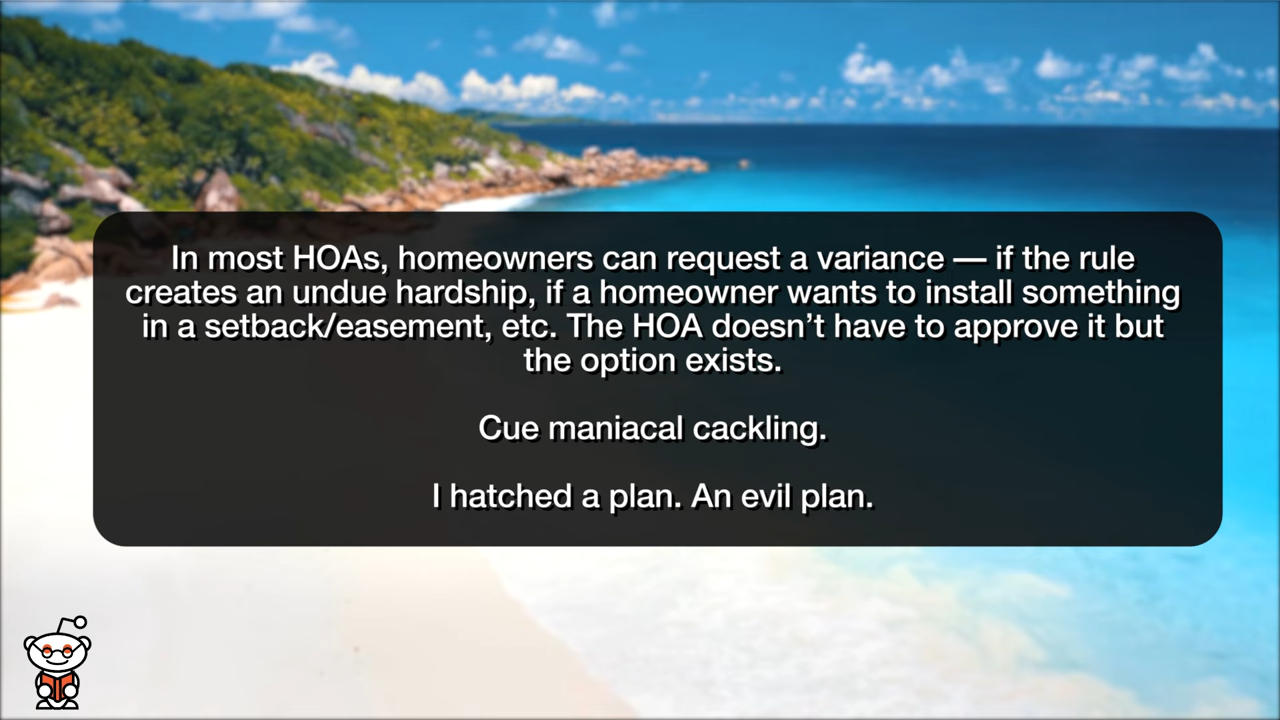 In most HOAs, homeowners can request a variance — if the rule
creates an undue hardship, if a homeowner wants to install something
in a setback/easement, etc. The HOA doesn’t have to approve it but
the option exists.
Cue maniacal cackling.
I hatched a plan. An evil plan.